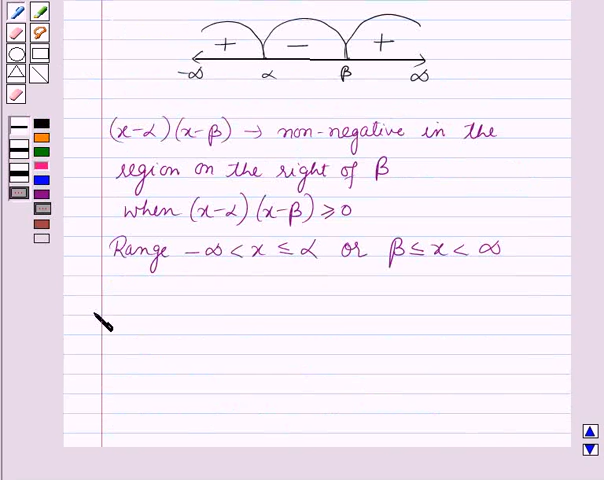 + − +
-∞ α β ∞
(x-α)(x-β) → non-negative in the
region on the right of β
when (x-α)(x-β) ⩾ 0
Range -∞ < x ≤ α or β ≤ x < ∞